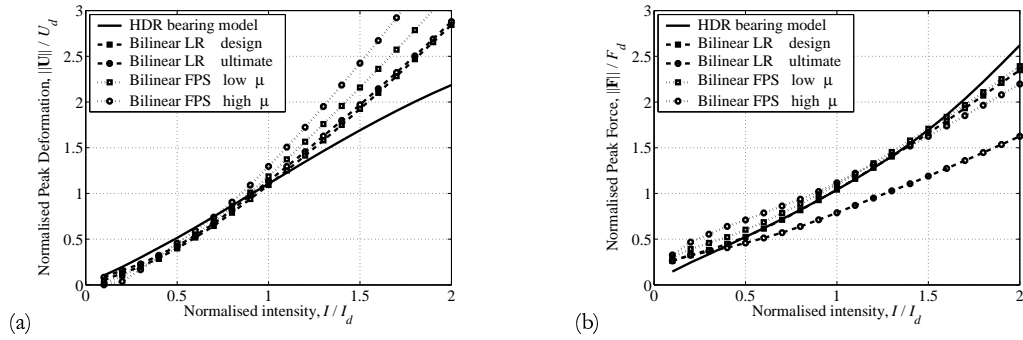 Normalised Peak Deformation, ||U|| / U_d
3
2.5
2
1.5
1
0.5
0
HDR bearing model
Bilinear LR design
Bilinear LR ultimate
Bilinear FPS low μ
Bilinear FPS high μ
0 0.5 1 1.5 2
Normalised intensity, I / I_d
(a)
Normalised Peak Force, ||F|| / F_d
3
2.5
2
1.5
1
0.5
0
HDR bearing model
Bilinear LR design
Bilinear LR ultimate
Bilinear FPS low μ
Bilinear FPS high μ
0 0.5 1 1.5 2
Normalised intensity, I / I_d
(b)